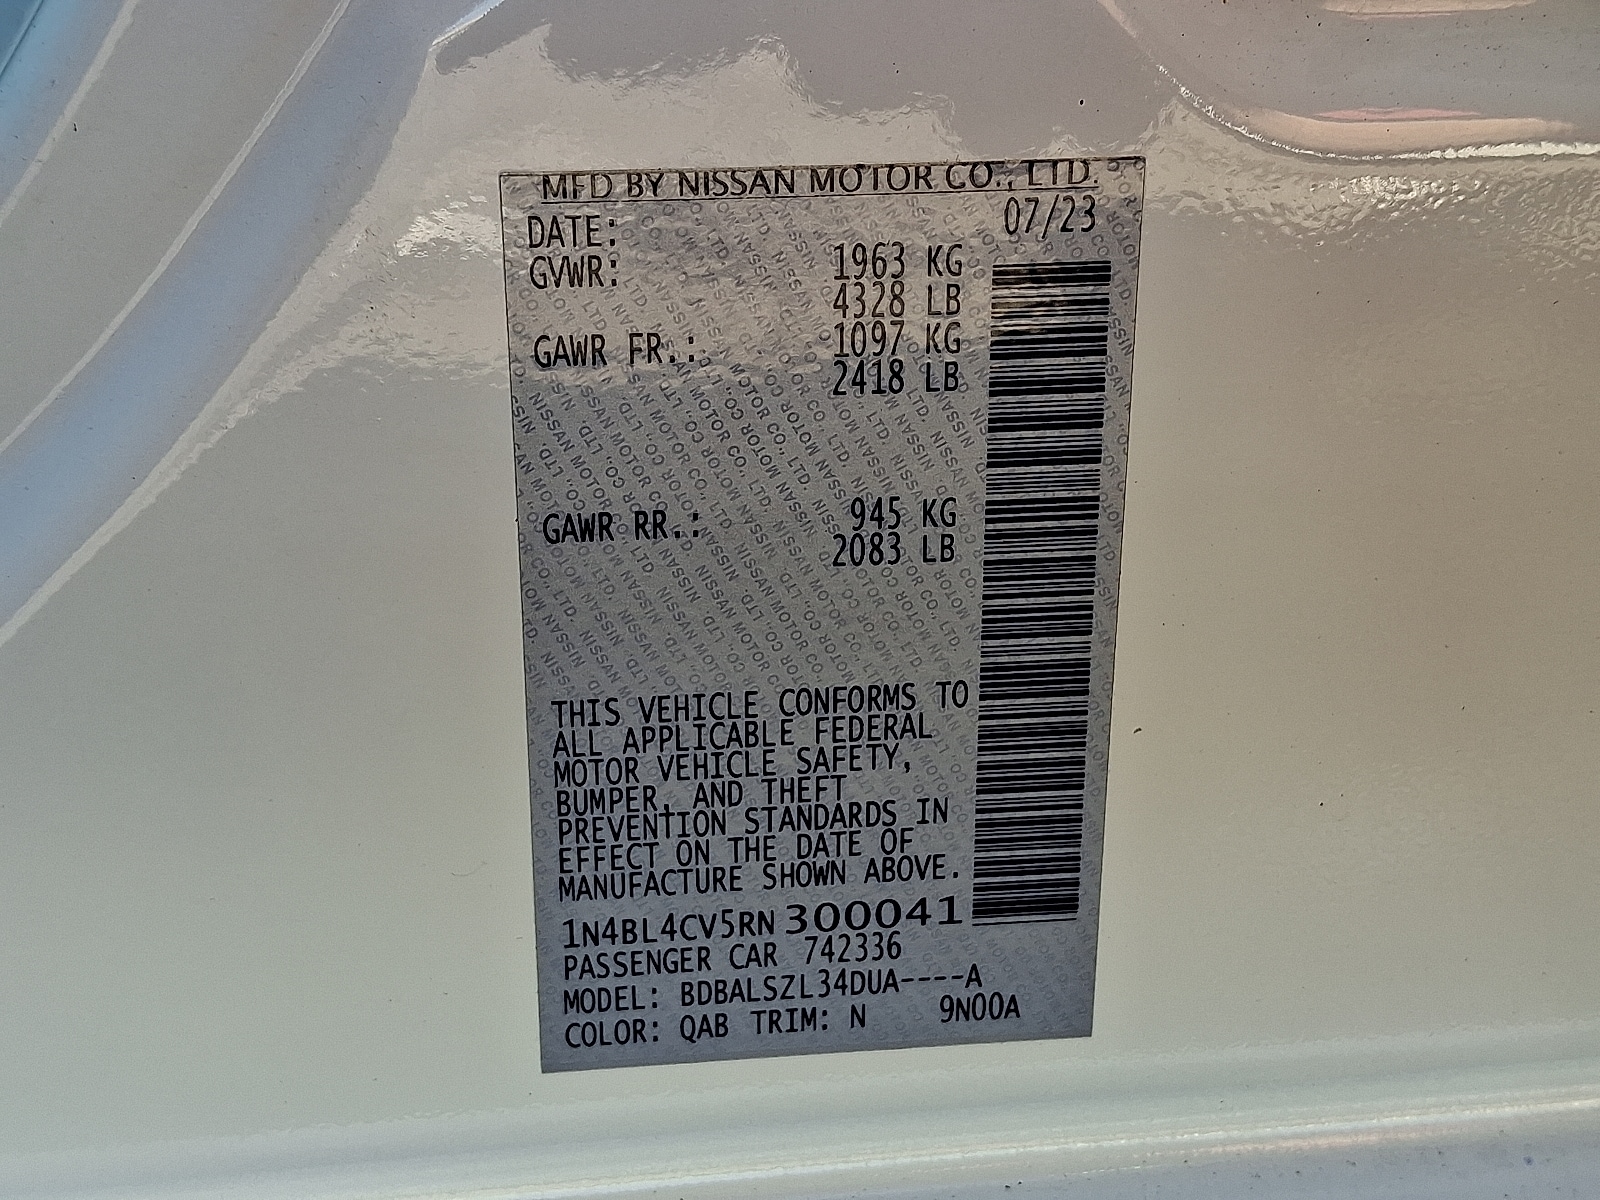 MFD BY NISSAN MOTOR CO., LTD.
DATE: 07/23
GVWR: 1963 KG
4328 LB
GAWR FR.: 1097 KG
2418 LB
GAWR RR.: 945 KG
2083 LB
THIS VEHICLE CONFORMS TO
ALL APPLICABLE FEDERAL
MOTOR VEHICLE SAFETY,
BUMPER, AND THEFT
PREVENTION STANDARDS IN
EFFECT ON THE DATE OF
MANUFACTURE SHOWN ABOVE.
1N4BL4CV5RN300041
PASSENGER CAR 742336
MODEL: BDBALSZL34DUA----A
COLOR: QAB TRIM: N 9N00A